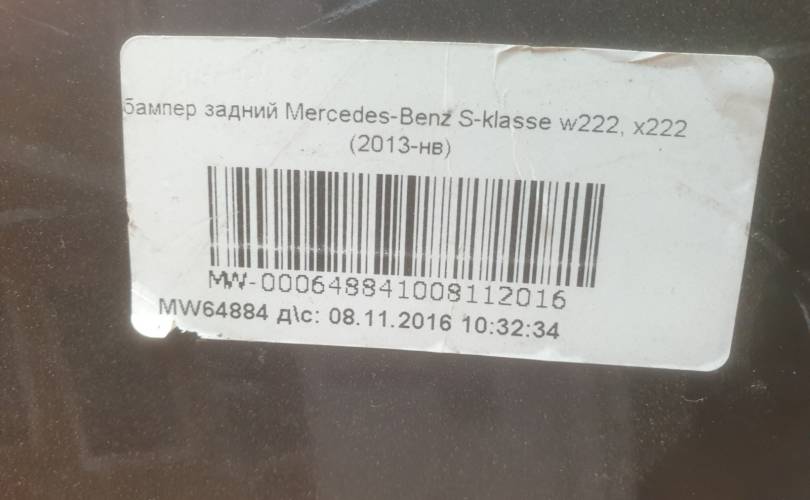 бампер задний Mercedes-Benz S-klasse w222, x222
(2013-нв)
MW-000648841008112016
MW64884 д\с: 08.11.2016 10:32:34